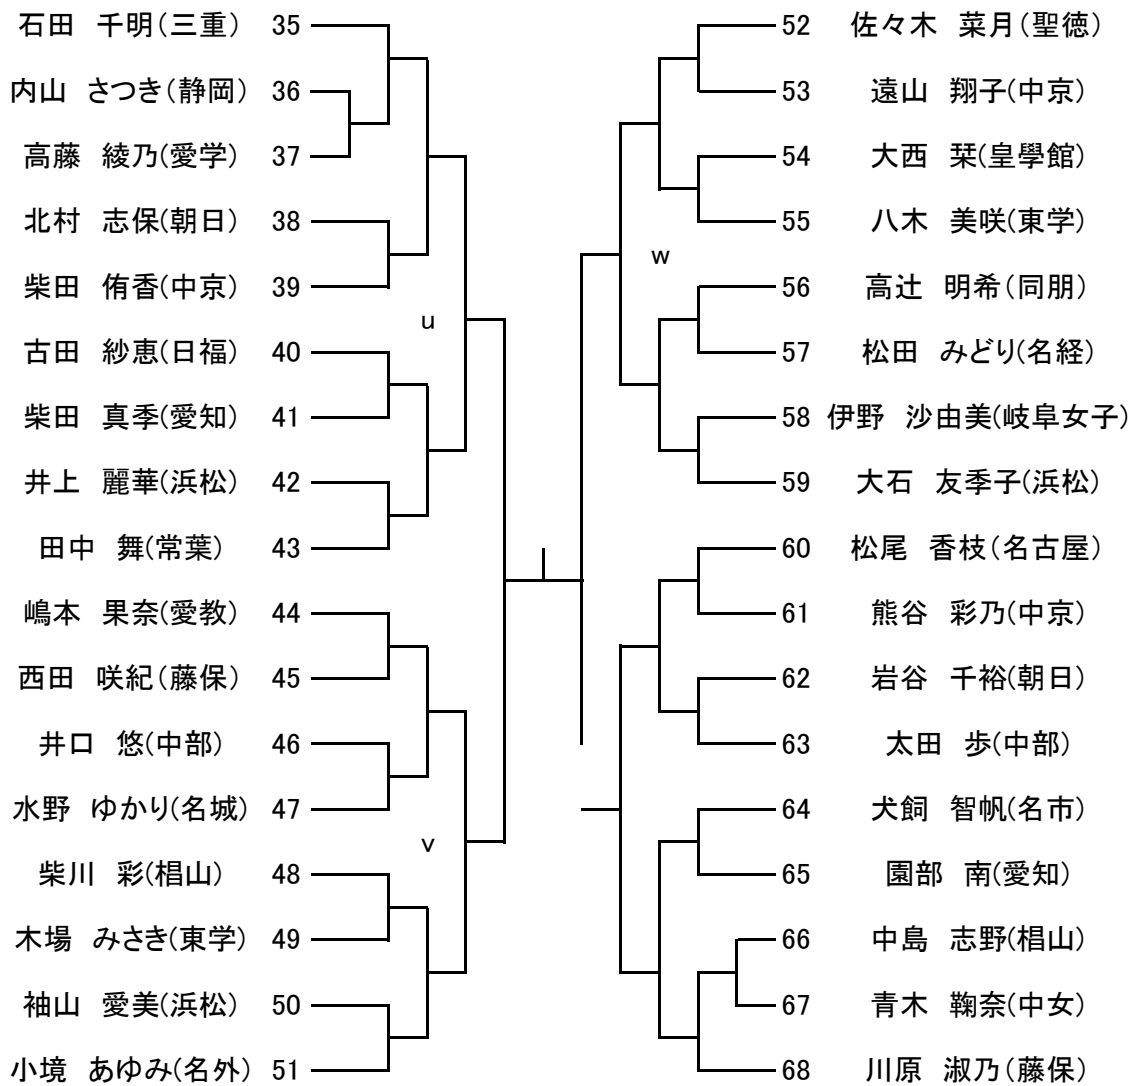 石田　千明(三重)　35
内山　さつき(静岡)　36
高藤　綾乃(愛学)　37
北村　志保(朝日)　38
柴田　侑香(中京)　39
u
古田　紗恵(日福)　40
柴田　真季(愛知)　41
井上　麗華(浜松)　42
田中　舞(常葉)　43
嶋本　果奈(愛教)　44
西田　咲紀(藤保)　45
井口　悠(中部)　46
水野　ゆかり(名城)　47
v
柴川　彩(椙山)　48
木場　みさき(東学)　49
袖山　愛美(浜松)　50
小境　あゆみ(名外)　51
52　佐々木　菜月(聖徳)
53　遠山　翔子(中京)
54　大西　栞(皇學館)
55　八木　美咲(東学)
w
56　高辻　明希(同朋)
57　松田　みどり(名経)
58　伊野　沙由美(岐阜女子)
59　大石　友季子(浜松)
60　松尾　香枝(名古屋)
61　熊谷　彩乃(中京)
62　岩谷　千裕(朝日)
63　太田　歩(中部)
64　犬飼　智帆(名市)
65　園部　南(愛知)
66　中島　志野(椙山)
67　青木　鞠奈(中女)
68　川原　淑乃(藤保)